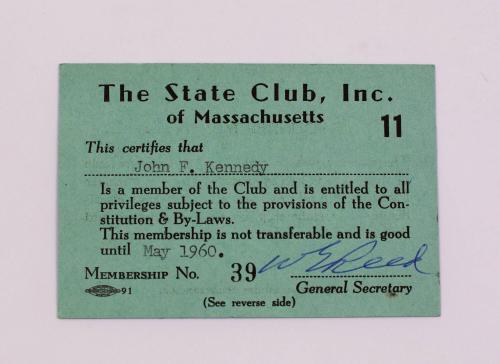 The State Club, Inc.
of Massachusetts
11
This certifies that
John F. Kennedy
Is a member of the Club and is entitled to all
privileges subject to the provisions of the Con-
stitution & By-Laws.
This membership is not transferable and is good
until May 1960.
Membership No. 39 W E Reed
91 General Secretary
(See reverse side)